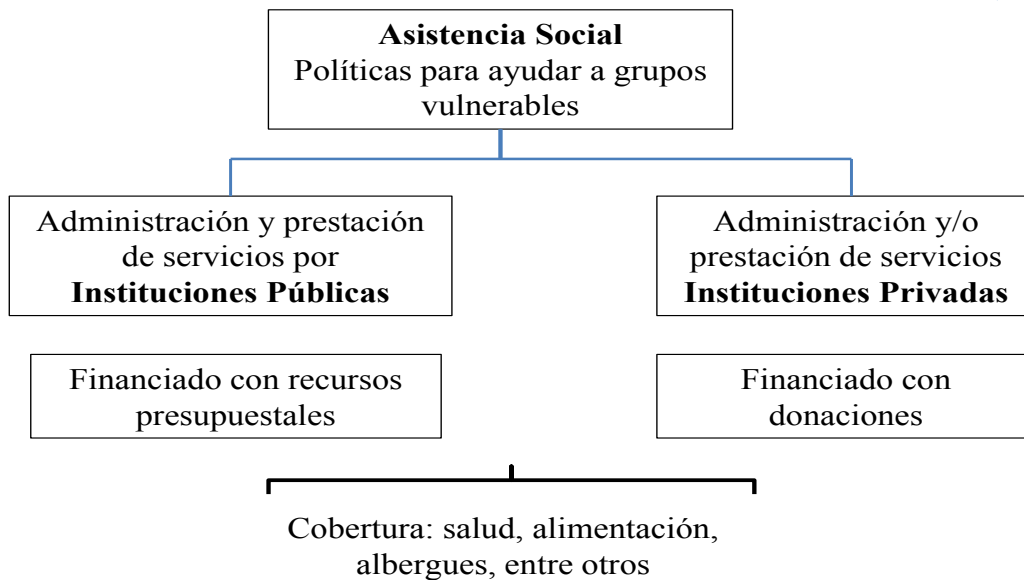 Asistencia Social
Políticas para ayudar a grupos
vulnerables
Administración y prestación
de servicios por
Instituciones Públicas
Administración y/o
prestación de servicios
Instituciones Privadas
Financiado con recursos
presupuestales
Financiado con
donaciones
Cobertura: salud, alimentación,
albergues, entre otros